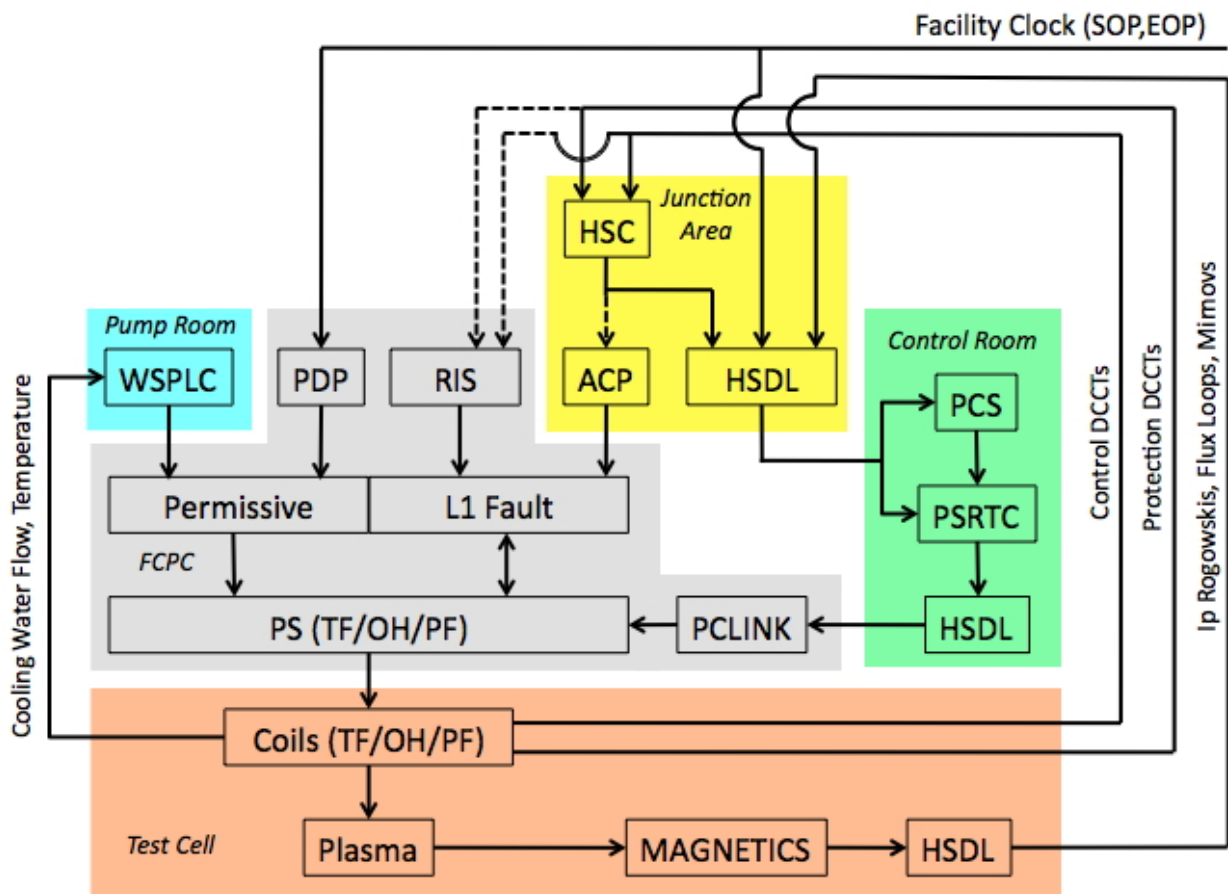 Facility Clock (SOP,EOP)
Junction
Area
HSC
Pump Room
WSPLC
PDP
RIS
ACP
HSDL
Control Room
PCS
PSRTC
HSDL
Permissive
L1 Fault
FCPC
PS (TF/OH/PF)
PCLINK
Coils (TF/OH/PF)
Test Cell
Plasma
MAGNETICS
HSDL
Cooling Water Flow, Temperature
Control DCCTs
Protection DCCTs
Ip Rogowskis, Flux Loops, Mirnovs